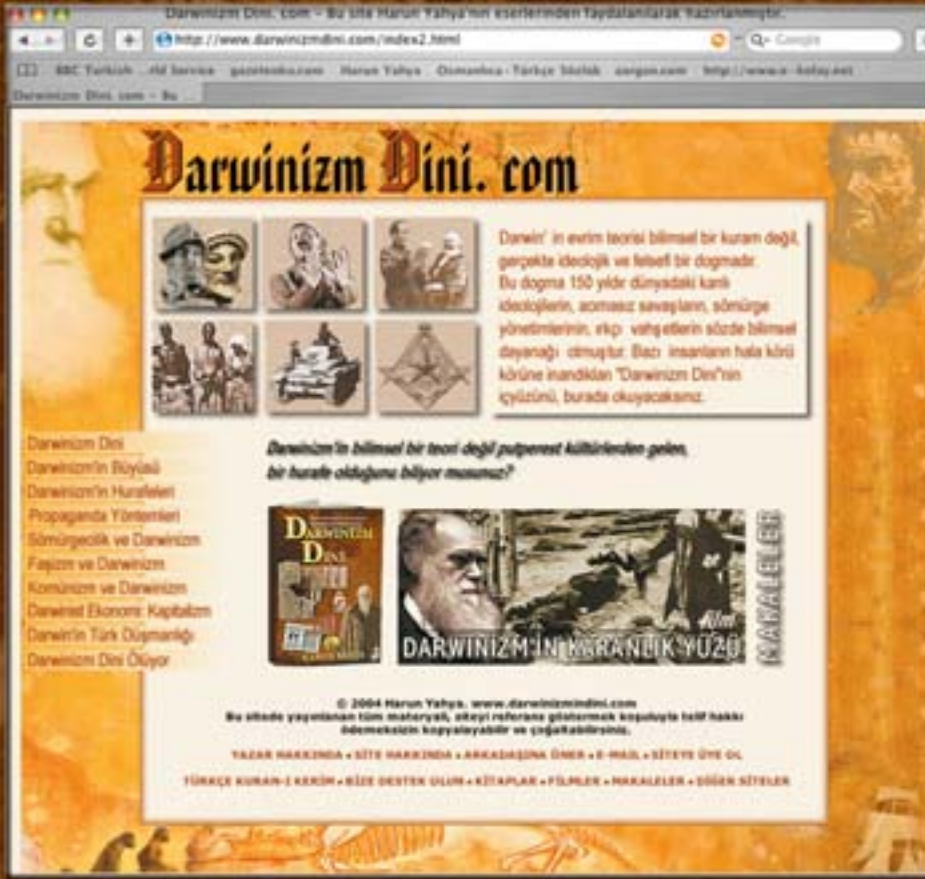 Darwinizm Dini. com - Bu site Harun Yahya'nın eserlerinden faydalanılarak hazırlanmıştır.
http://www.darwinizmdini.com/index2.html
Google
BBC Turkish Harun Yahya Osmanlıca-Türkçe Sözlük
Darwinizm Dini. com - Bu ...
Darwinizm Dini. com
Darwin' in evrim teorisi bilimsel bir kuram değil,
gerçekte ideolojik ve felsefi bir dogmadır.
Bu dogma 150 yıldır dünyadaki kanlı
ideolojilerin, acımasız savaşların, sömürge
yönetimlerinin, ırkçı vahşetlerin sözde bilimsel
dayanağı olmuştur. Bazı insanların hala körü
körüne inandıkları "Darwinizm Dini"nin
içyüzünü, burada okuyacaksınız.
Darwinizm'in bilimsel bir teori değil putperest kültürlerden gelen,
bir hurafe olduğunu biliyor musunuz?
Darwinizm Dini
Darwinizm'in Büyüsü
Darwinizm'in Hurafeleri
Propaganda Yöntemleri
Sömürgecilik ve Darwinizm
Faşizm ve Darwinizm
Komünizm ve Darwinizm
Darwinist Ekonomi: Kapitalizm
Darwin'in Türk Düşmanlığı
Darwinizm Dini Ölüyor
DARWINIZM
DINI
film
DARWINIZM'IN KARANLIK YÜZÜ
MAKALELER
© 2004 Harun Yahya. www.darwinizmindini.com
Bu sitede yayınlanan tüm materyali, siteyi referans göstermek koşuluyla telif hakkı
ödemeksizin kopyalayabilir ve çoğaltabilirsiniz.
YAZAR HAKKINDA • SİTE HAKKINDA • ARKADAŞINA ÖNER • E-MAIL • SİTEYE ÜYE OL
TÜRKÇE KURAN-I KERİM • BİZE DESTEK OLUN • KİTAPLAR • FİLMLER • MAKALELER • DİĞER SİTELER